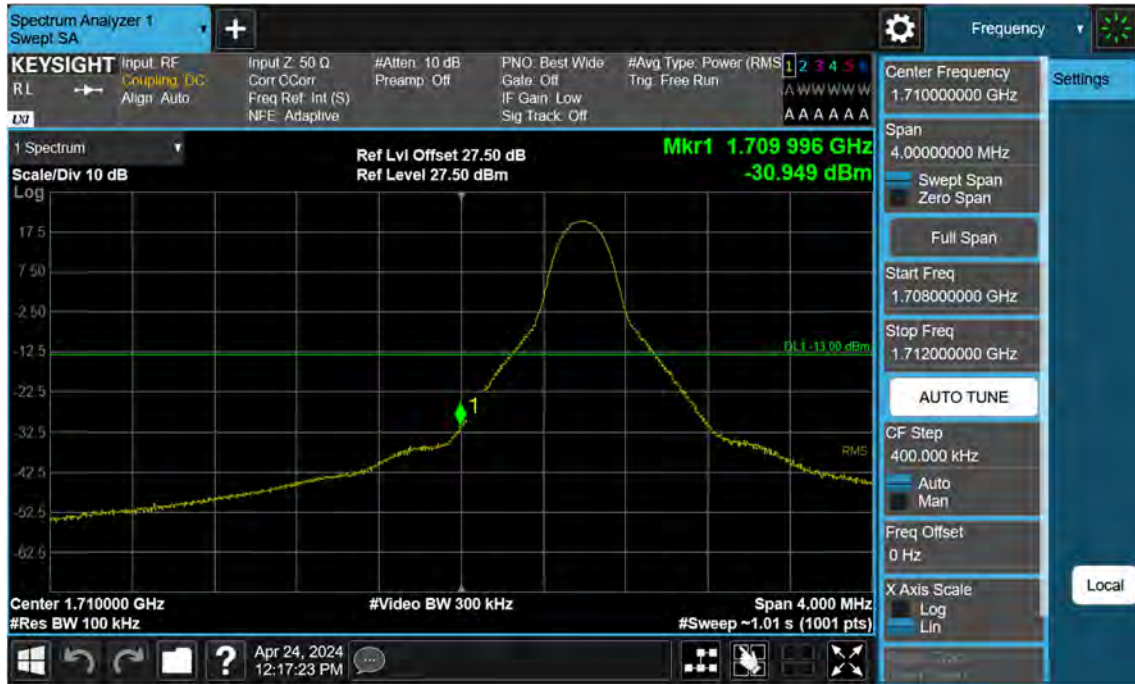 Spectrum Analyzer 1
Swept SA
Frequency
KEYSIGHT
RL
LXI
Input: RF
Coupling: DC
Align: Auto
Input Z: 50 Ω
Corr CCorr
Freq Ref: Int (S)
NFE: Adaptive
#Atten: 10 dB
Preamp: Off
PNO: Best Wide
Gate: Off
IF Gain: Low
Sig Track: Off
#Avg Type: Power (RMS
Trig: Free Run
1 2 3 4 5 6
A W W W W W
A A A A A A
1 Spectrum
Scale/Div 10 dB
Ref Lvl Offset 27.50 dB
Ref Level 27.50 dBm
Mkr1 1.709 996 GHz
-30.949 dBm
Log
17.5
7.50
-2.50
-12.5
-22.5
-32.5
-42.5
-52.5
-62.5
DL1 -13.00 dBm
1
RMS
Center 1.710000 GHz
#Video BW 300 kHz
Span 4.000 MHz
#Res BW 100 kHz
#Sweep ~1.01 s (1001 pts)
Apr 24, 2024
12:17:23 PM
Center Frequency
1.710000000 GHz
Settings
Span
4.00000000 MHz
Swept Span
Zero Span
Full Span
Start Freq
1.708000000 GHz
Stop Freq
1.712000000 GHz
AUTO TUNE
CF Step
400.000 kHz
Auto
Man
Freq Offset
0 Hz
X Axis Scale
Log
Lin
Local